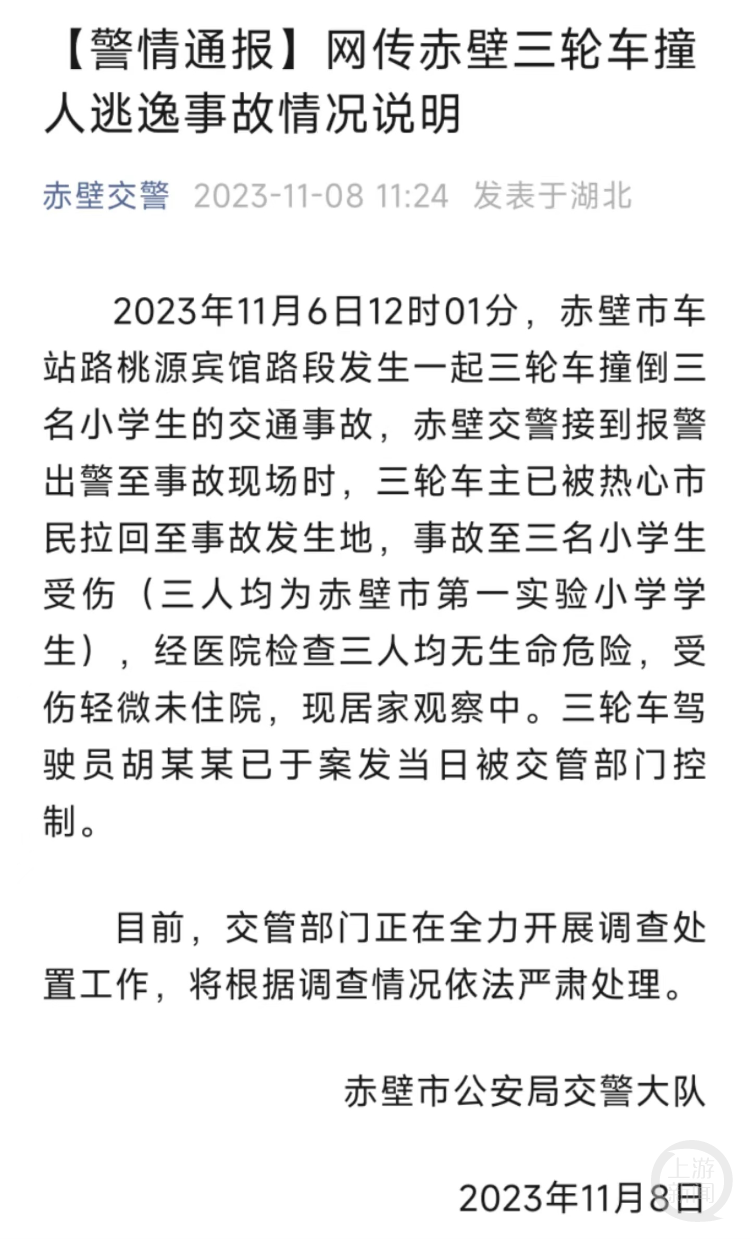 【警情通报】网传赤壁三轮车撞
人逃逸事故情况说明
赤壁交警 2023-11-08 11:24 发表于湖北
2023年11月6日12时01分，赤壁市车
站路桃源宾馆路段发生一起三轮车撞倒三
名小学生的交通事故，赤壁交警接到报警
出警至事故现场时，三轮车主已被热心市
民拉回至事故发生地，事故至三名小学生
受伤（三人均为赤壁市第一实验小学学
生），经医院检查三人均无生命危险，受
伤轻微未住院，现居家观察中。三轮车驾
驶员胡某某已于案发当日被交管部门控
制。
目前，交管部门正在全力开展调查处
置工作，将根据调查情况依法严肃处理。
赤壁市公安局交警大队
2023年11月8日
上游
新闻